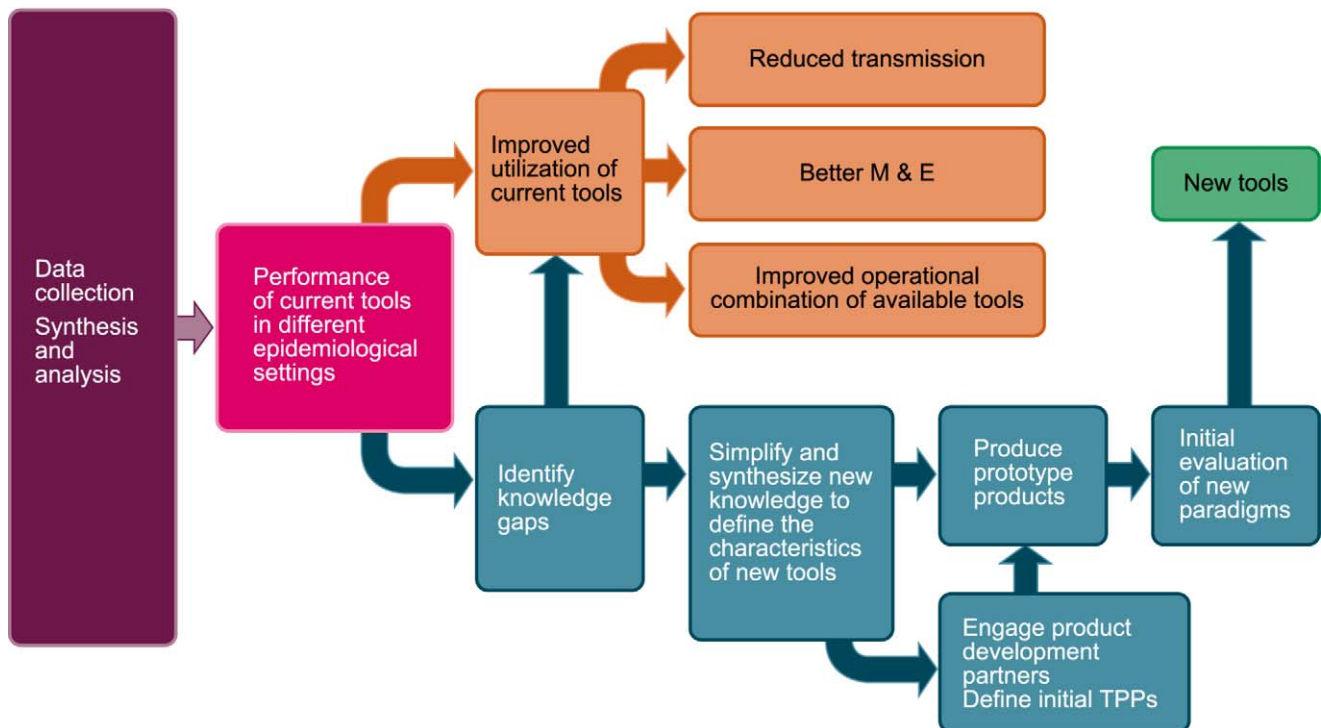 Data
collection
Synthesis
and
analysis
Performance
of current tools
in different
epidemiological
settings
Improved
utilization of
current tools
Reduced transmission
Better M & E
Improved operational
combination of available tools
New tools
Identify
knowledge
gaps
Simplify and
synthesize new
knowledge to
define the
characteristics
of new tools
Produce
prototype
products
Initial
evaluation
of new
paradigms
Engage product
development
partners
Define initial TPPs